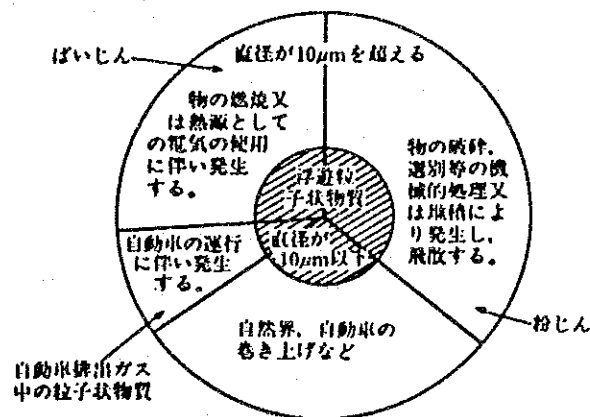 ばいじん
直径が10μmを超える
物の燃焼又
は熱源として
の電気の使用
に伴い発生
する。
物の破砕，
選別等の機
械的処理又
は堆積によ
り発生し，
飛散する。
浮遊粒
子状物質
直径が
10μm以下
自動車の運行
に伴い発生
する。
自然界，自動車の
巻き上げなど
粉じん
自動車排出ガス
中の粒子状物質